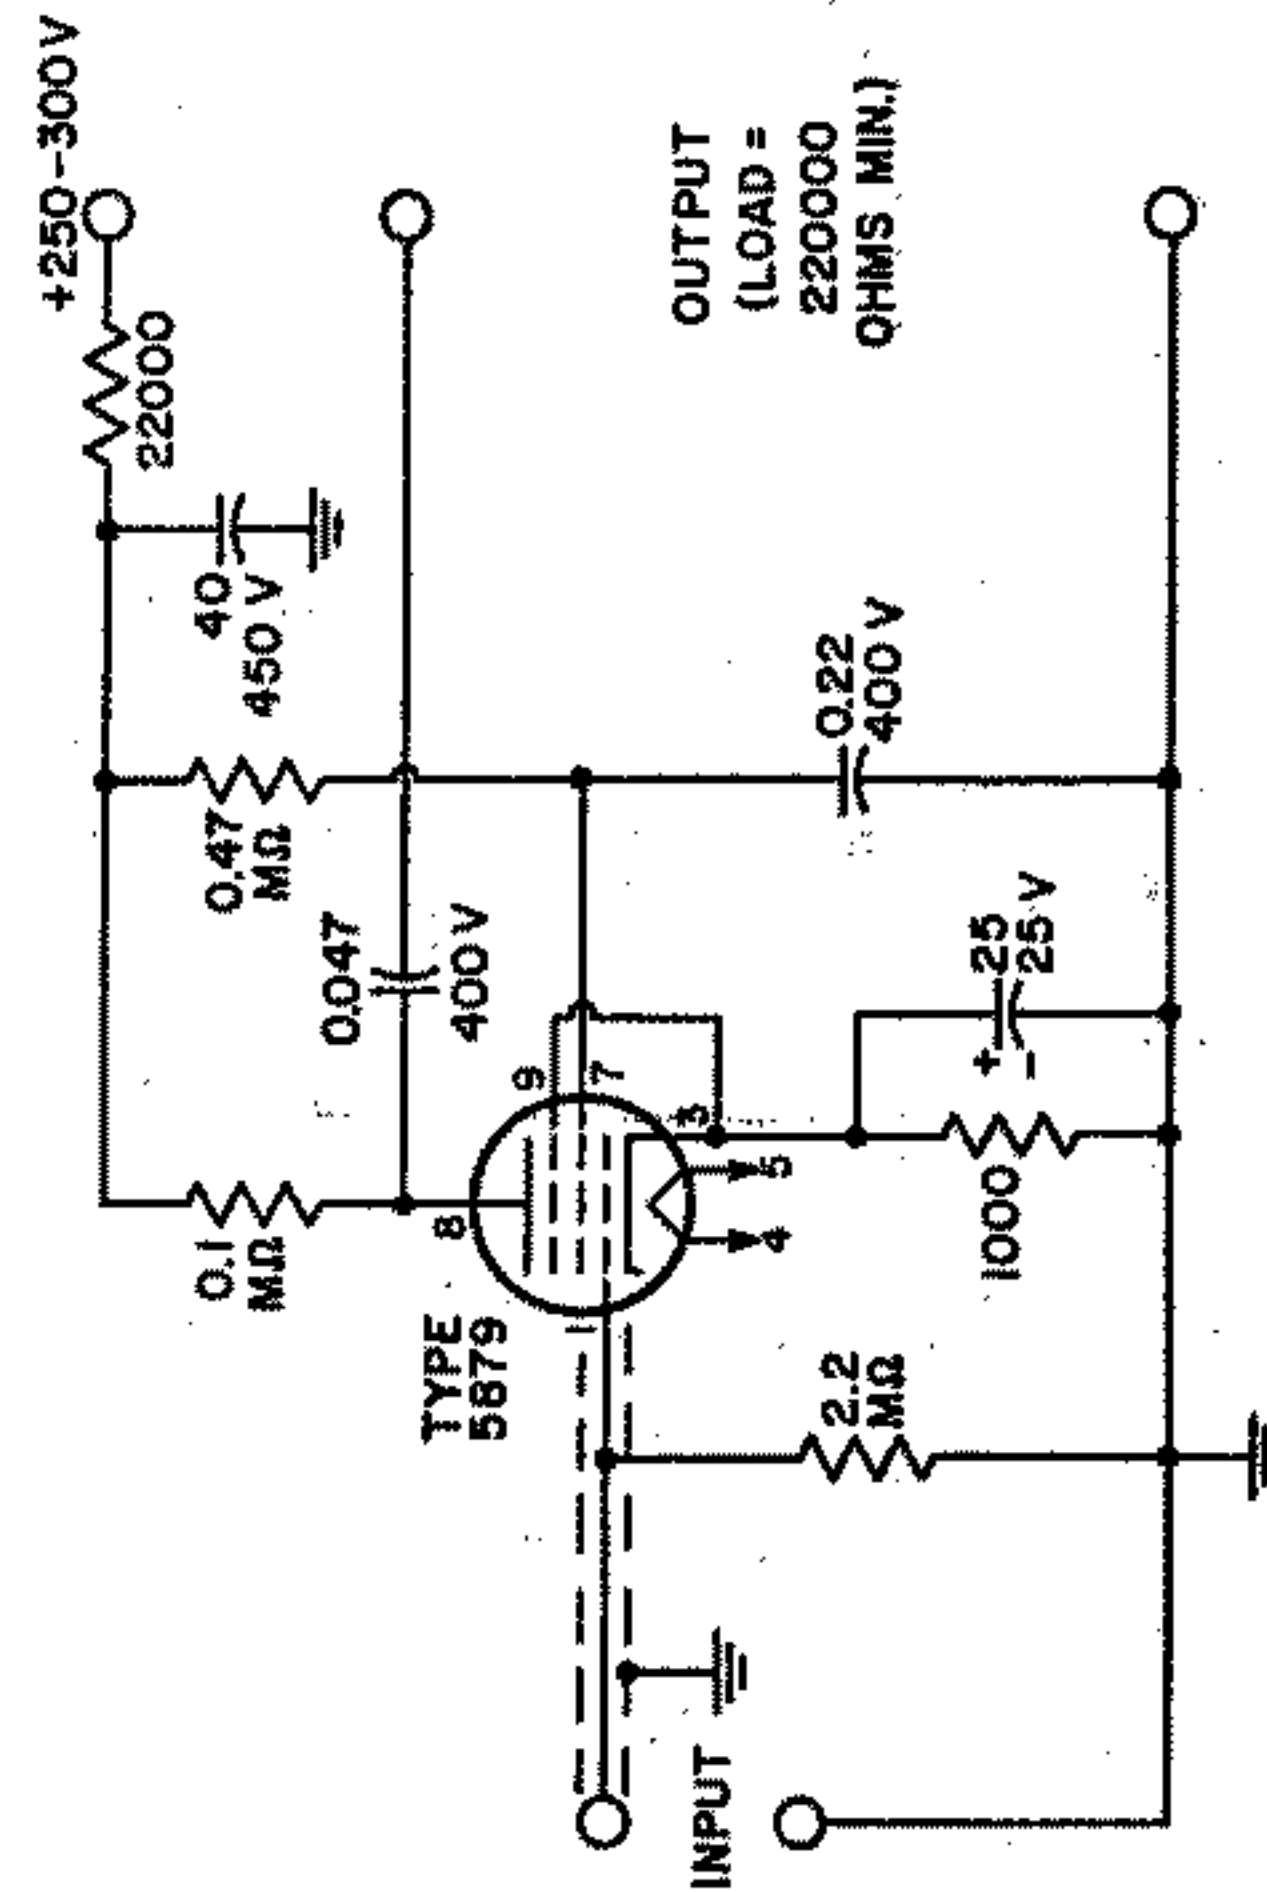 +250-300V
22000
40
450 V
0.47
MΩ
0.1
MΩ
0.047
400V
TYPE
5879
8
9
7
1
3
5
4
0.22
400 V
OUTPUT
(LOAD =
220000
OHMS MIN.)
25
25 V
+
-
1000
2.2
MΩ
INPUT